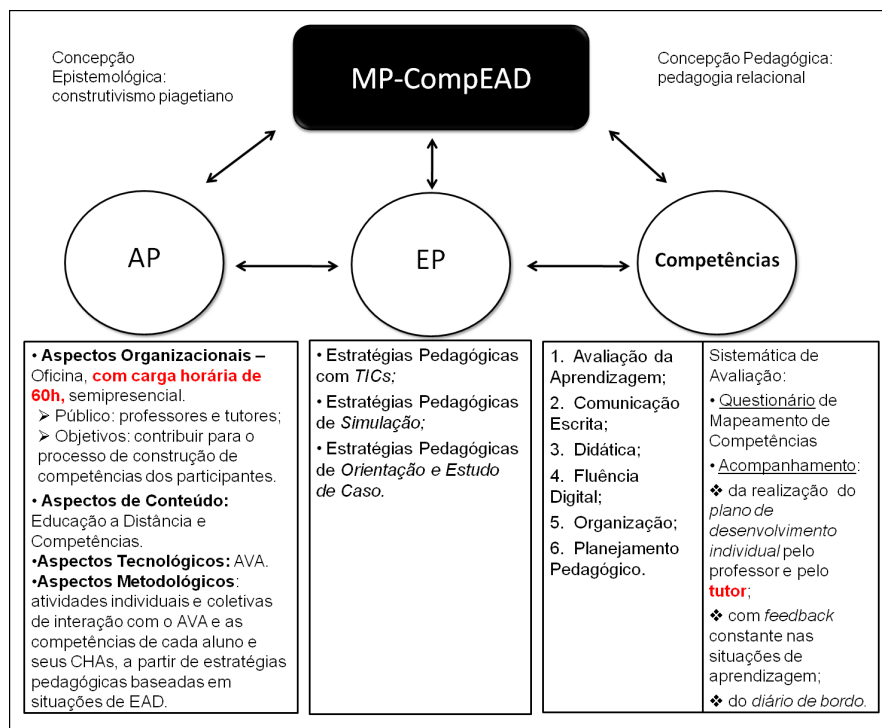 Concepção
Epistemológica:
construtivismo piagetiano
MP-CompEAD
Concepção Pedagógica:
pedagogia relacional
AP
EP
Competências
• Aspectos Organizacionais –
Oficina, com carga horária de
60h, semipresencial.
➢ Público: professores e tutores;
➢ Objetivos: contribuir para o
processo de construção de
competências dos participantes.
• Aspectos de Conteúdo:
Educação a Distância e
Competências.
•Aspectos Tecnológicos: AVA.
•Aspectos Metodológicos:
atividades individuais e coletivas
de interação com o AVA e as
competências de cada aluno e
seus CHAs, a partir de estratégias
pedagógicas baseadas em
situações de EAD.
• Estratégias Pedagógicas
com TICs;
• Estratégias Pedagógicas
de Simulação;
• Estratégias Pedagógicas
de Orientação e Estudo
de Caso.
1. Avaliação da
Aprendizagem;
2. Comunicação
Escrita;
3. Didática;
4. Fluência
Digital;
5. Organização;
6. Planejamento
Pedagógico.
Sistemática de
Avaliação:
• Questionário de
Mapeamento de
Competências
• Acompanhamento:
❖ da realização do
plano de
desenvolvimento
individual pelo
professor e pelo
tutor;
❖ com feedback
constante nas
situações de
aprendizagem;
❖ do diário de bordo.